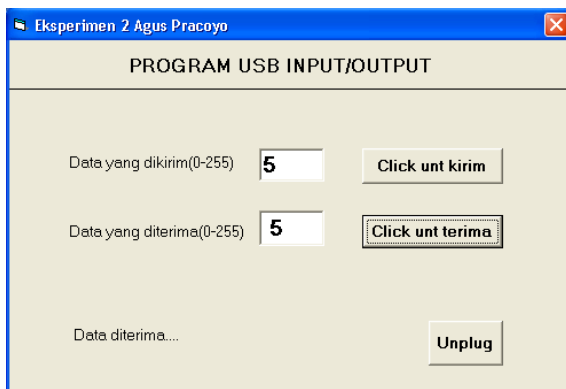 Eksperimen 2 Agus Pracoyo
PROGRAM USB INPUT/OUTPUT
Data yang dikirim(0-255) 5 Click unt kirim
Data yang diterima(0-255) 5 Click unt terima
Data diterima.... Unplug